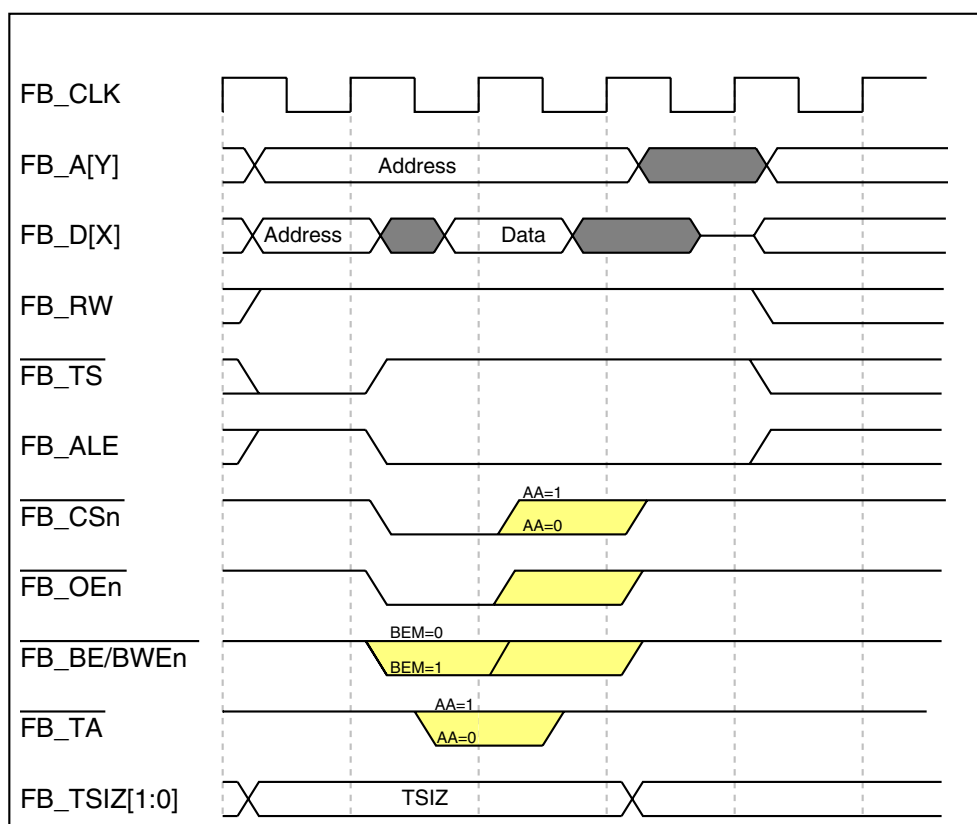 FB_CLK
FB_A[Y]
Address
FB_D[X]
Address
Data
FB_RW
FB_TS
FB_ALE
FB_CSn
AA=1
AA=0
FB_OEn
FB_BE/BWEn
BEM=0
BEM=1
FB_TA
AA=1
AA=0
FB_TSIZ[1:0]
TSIZ